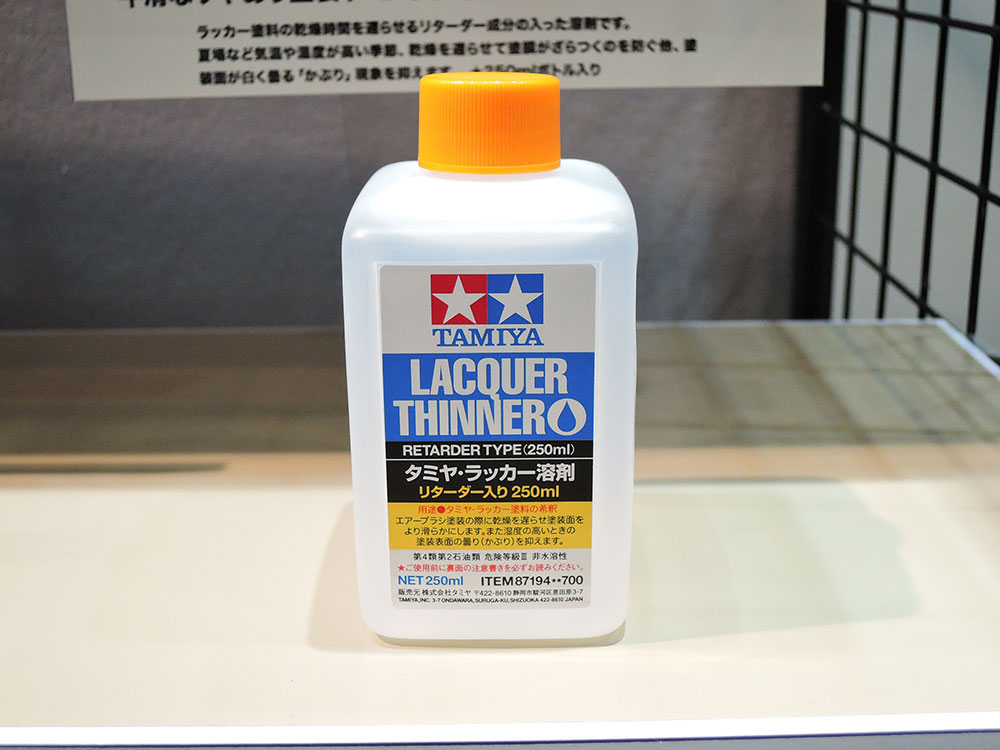 ラッカー塗料の乾燥時間を遅らせるリターダー成分の入った溶剤です。
夏場など気温や湿度が高い季節、乾燥を遅らせて塗膜がざらつくのを防ぐ他、塗
装面が白く曇る「かぶり」現象を抑えます。 ★250mlボトル入り
TAMIYA
LACQUER
THINNER
RETARDER TYPE(250ml)
タミヤ・ラッカー溶剤
リターダー入り 250ml
用途●タミヤ・ラッカー塗料の希釈
エアーブラシ塗装の際に乾燥を遅らせ塗装面を
より滑らかにします。また湿度の高いときの
塗装表面の曇り(かぶり)を抑えます。
第4類第2石油類 危険等級Ⅲ 非水溶性
★ご使用前に裏面の注意書きを必ずお読みください。
NET 250ml ITEM 87194**700
販売元 株式会社タミヤ 〒422-8610 静岡市駿河区恩田原3-7
TAMIYA, INC. 3-7 ONDAWARA, SURUGA-KU, SHIZUOKA 422-8610 JAPAN